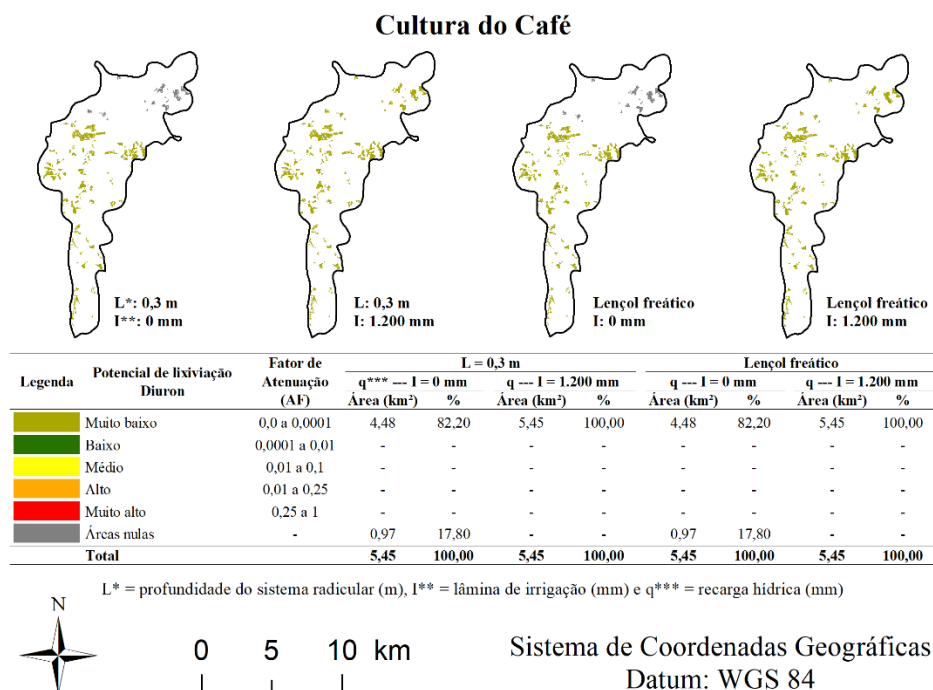 Cultura do Café
L*: 0,3 m
I**: 0 mm
L: 0,3 m
I: 1.200 mm
Lençol freático
I: 0 mm
Lençol freático
I: 1.200 mm
Legenda Potencial de lixiviação Diuron Fator de Atenuação (AF) L = 0,3 m Lençol freático
q*** --- I = 0 mm q --- I = 1.200 mm q --- I = 0 mm q --- I = 1.200 mm
Área (km²) % Área (km²) % Área (km²) % Área (km²) %
Muito baixo 0,0 a 0,0001 4,48 82,20 5,45 100,00 4,48 82,20 5,45 100,00
Baixo 0,0001 a 0,01 - - - - - - - -
Médio 0,01 a 0,1 - - - - - - - -
Alto 0,01 a 0,25 - - - - - - - -
Muito alto 0,25 a 1 - - - - - - - -
Áreas nulas - 0,97 17,80 - - 0,97 17,80 - -
Total 5,45 100,00 5,45 100,00 5,45 100,00 5,45 100,00
L* = profundidade do sistema radicular (m), I** = lâmina de irrigação (mm) e q*** = recarga hídrica (mm)
N
0 5 10 km
Sistema de Coordenadas Geográficas
Datum: WGS 84